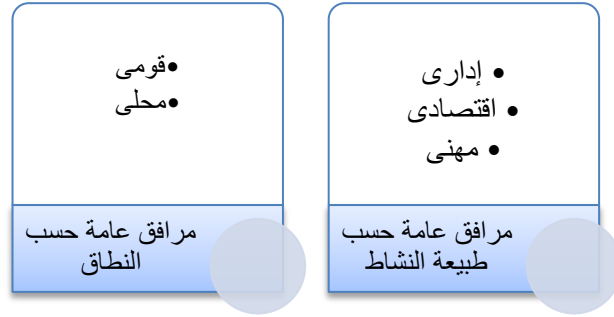 • إدارى
• اقتصادى
• مهنى
مرافق عامة حسب
طبيعة النشاط
•قومى
•محلى
مرافق عامة حسب
النطاق